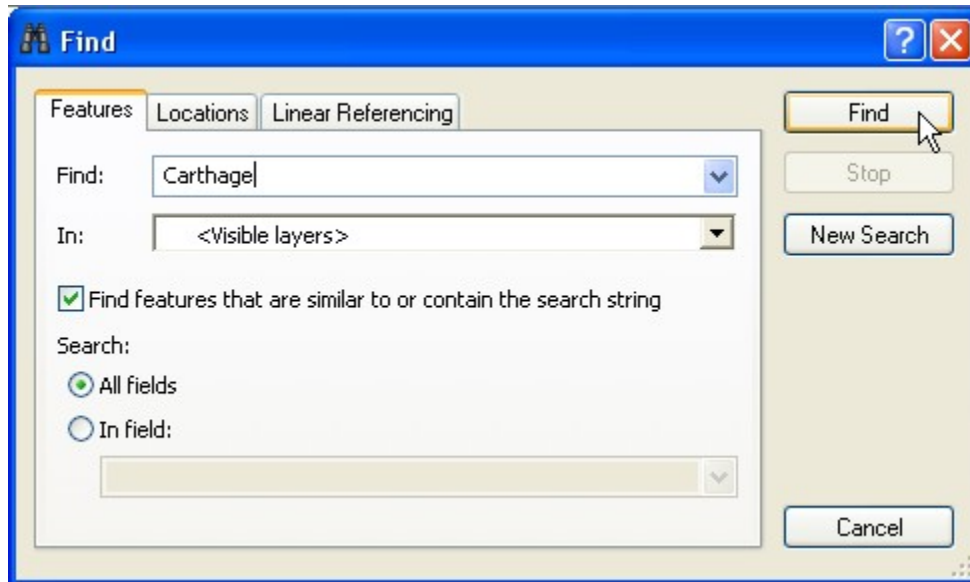 Find
Features Locations Linear Referencing
Find
Find: Carthage
Stop
In: <Visible layers>
New Search
Find features that are similar to or contain the search string
Search:
All fields
In field:
Cancel